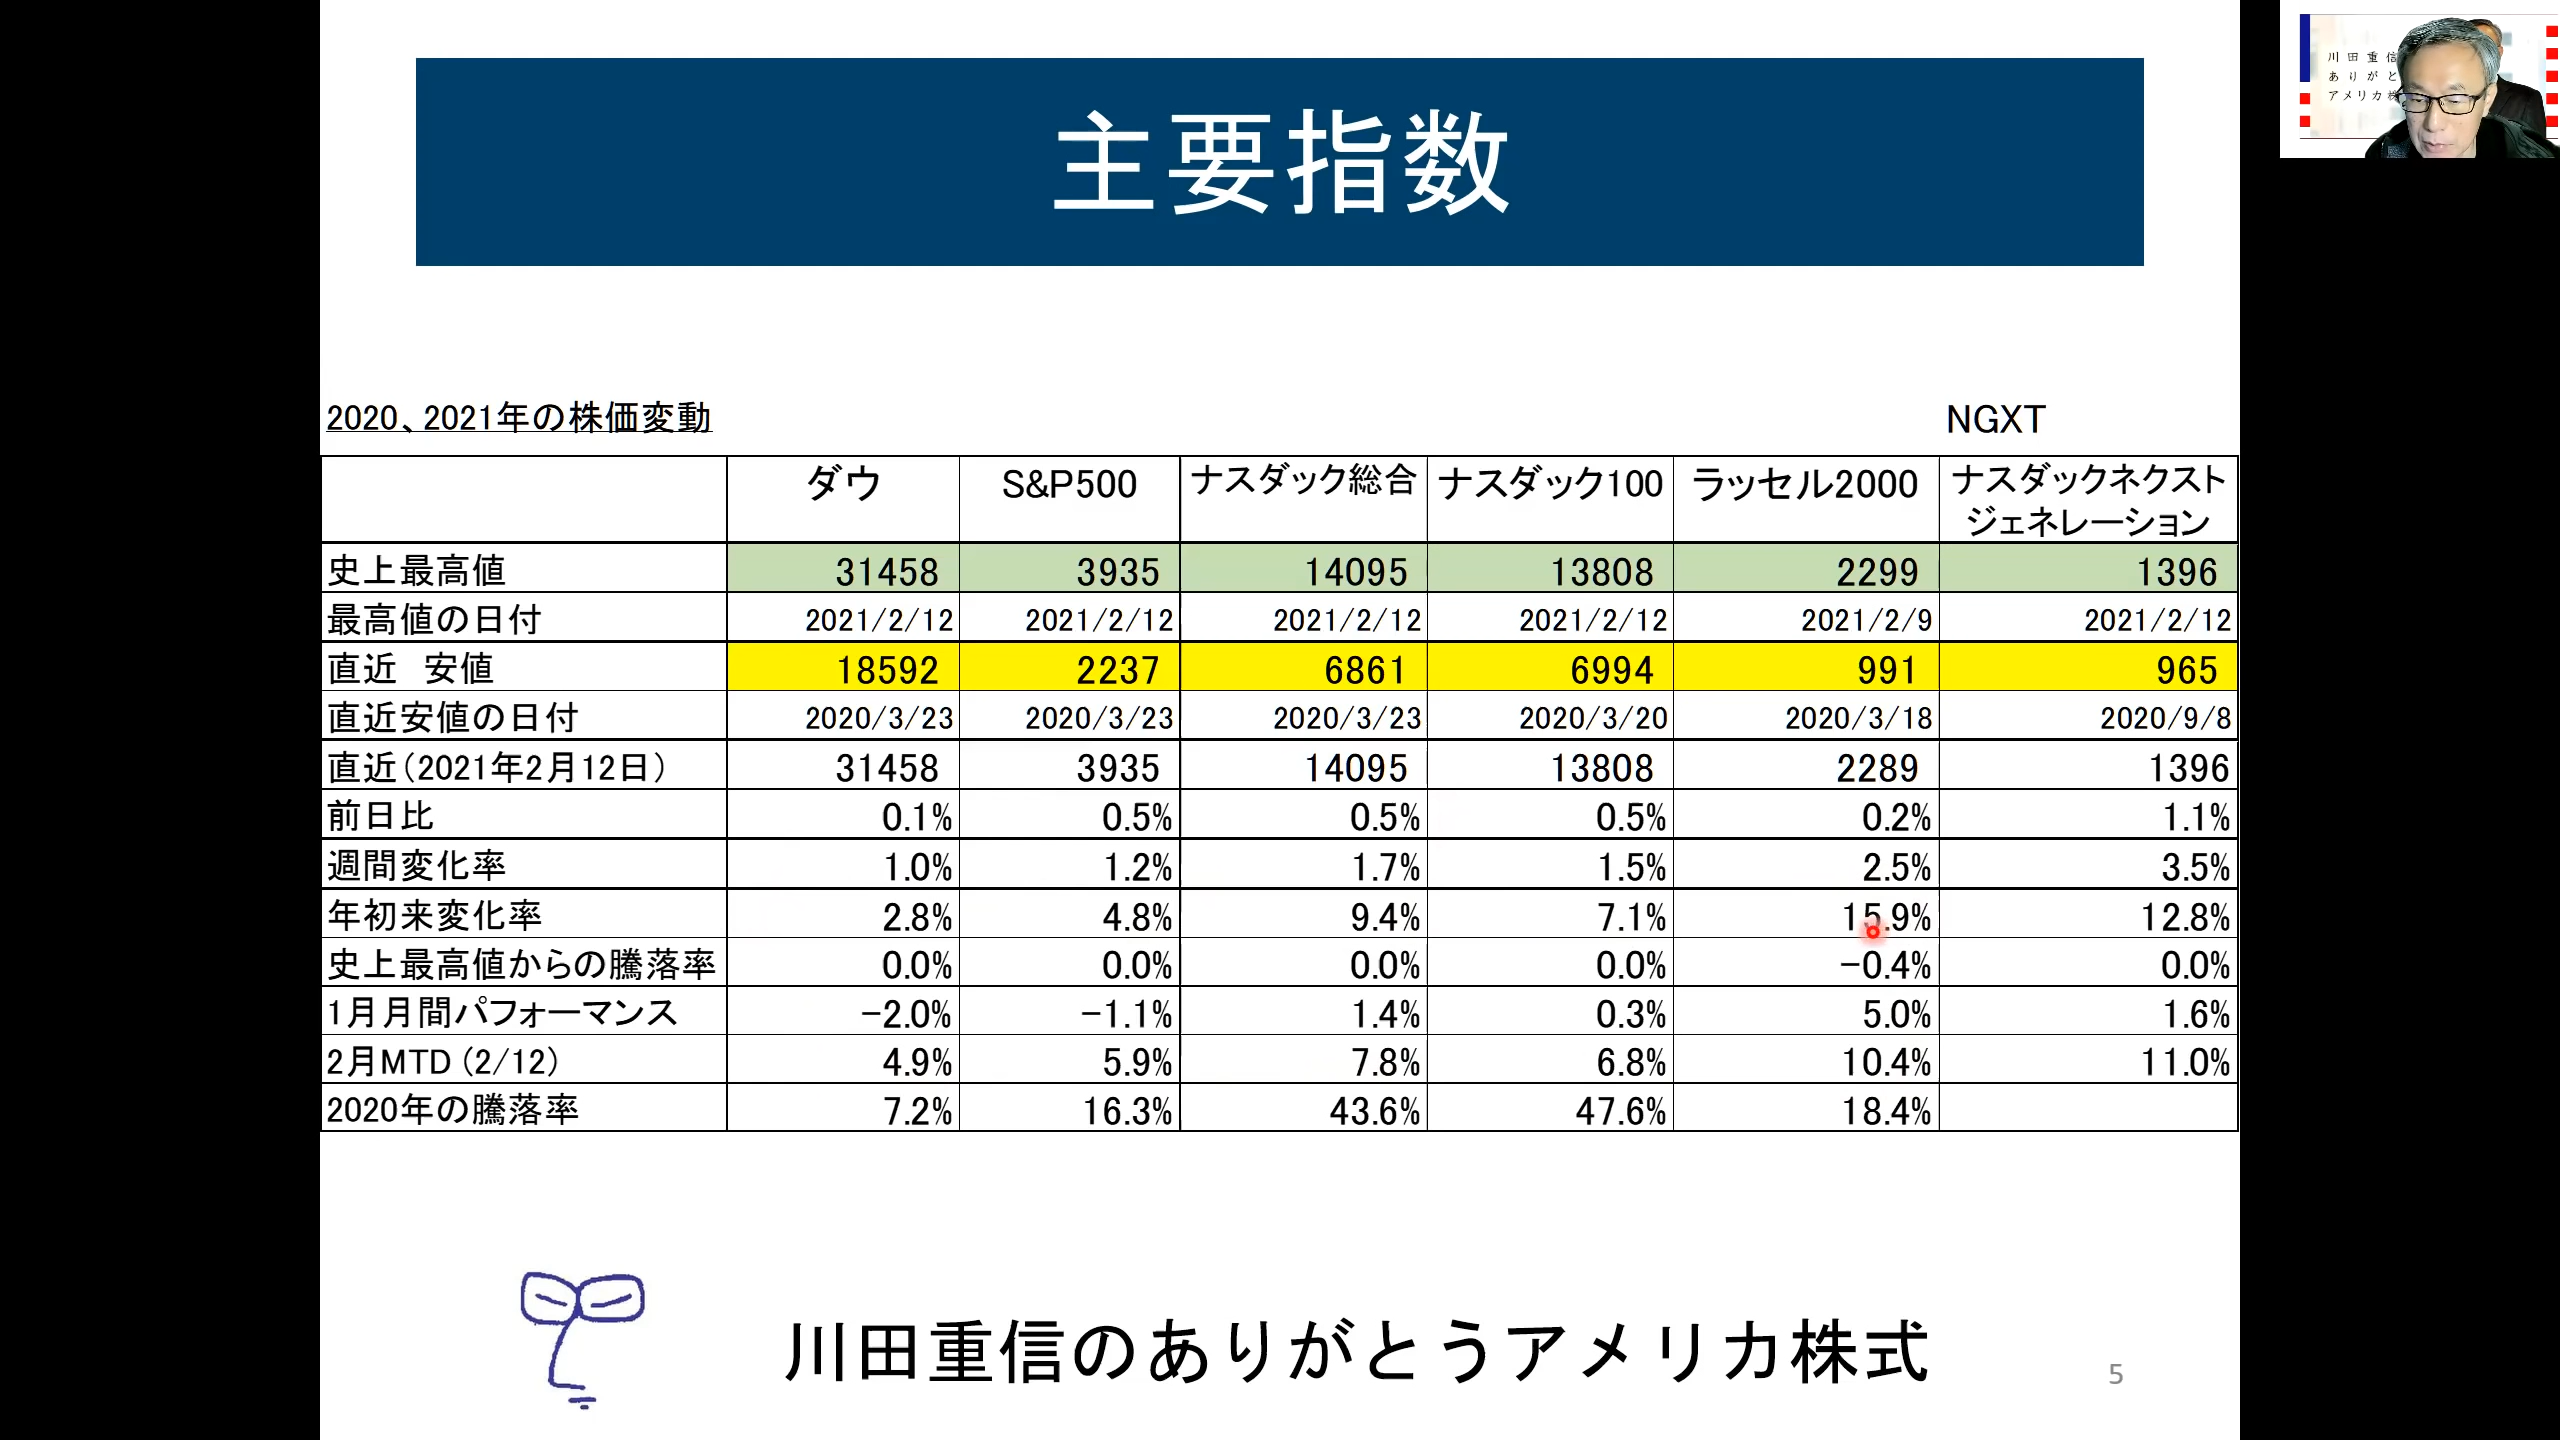 主要指数
川田重信
ありがと
アメリカ株
2020、2021年の株価変動 NGXT
ダウ S&P500 ナスダック総合 ナスダック100 ラッセル2000 ナスダックネクスト
ジェネレーション
史上最高値 31458 3935 14095 13808 2299 1396
最高値の日付 2021/2/12 2021/2/12 2021/2/12 2021/2/12 2021/2/9 2021/2/12
直近 安値 18592 2237 6861 6994 991 965
直近安値の日付 2020/3/23 2020/3/23 2020/3/23 2020/3/20 2020/3/18 2020/9/8
直近（2021年2月12日） 31458 3935 14095 13808 2289 1396
前日比 0.1% 0.5% 0.5% 0.5% 0.2% 1.1%
週間変化率 1.0% 1.2% 1.7% 1.5% 2.5% 3.5%
年初来変化率 2.8% 4.8% 9.4% 7.1% 15.9% 12.8%
史上最高値からの騰落率 0.0% 0.0% 0.0% 0.0% -0.4% 0.0%
1月月間パフォーマンス -2.0% -1.1% 1.4% 0.3% 5.0% 1.6%
2月MTD（2/12） 4.9% 5.9% 7.8% 6.8% 10.4% 11.0%
2020年の騰落率 7.2% 16.3% 43.6% 47.6% 18.4%
川田重信のありがとうアメリカ株式
5